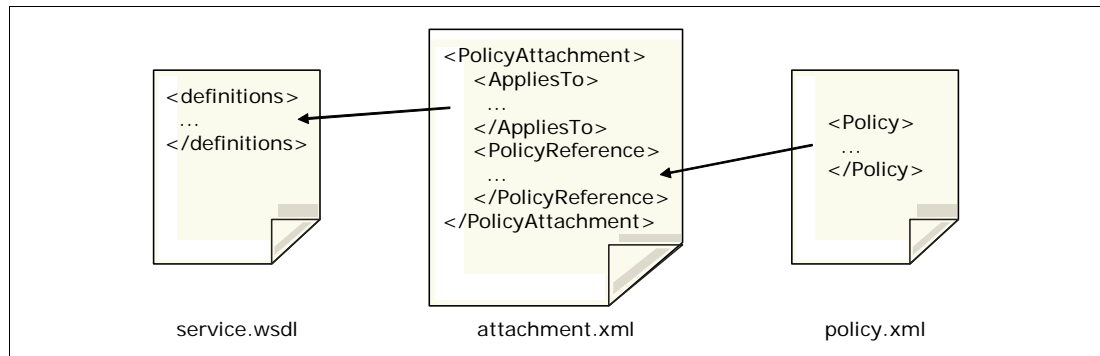 <definitions>
...
</definitions>
service.wsdl
<PolicyAttachment>
<AppliesTo>
...
</AppliesTo>
<PolicyReference>
...
</PolicyReference>
</PolicyAttachment>
attachment.xml
<Policy>
...
</Policy>
policy.xml